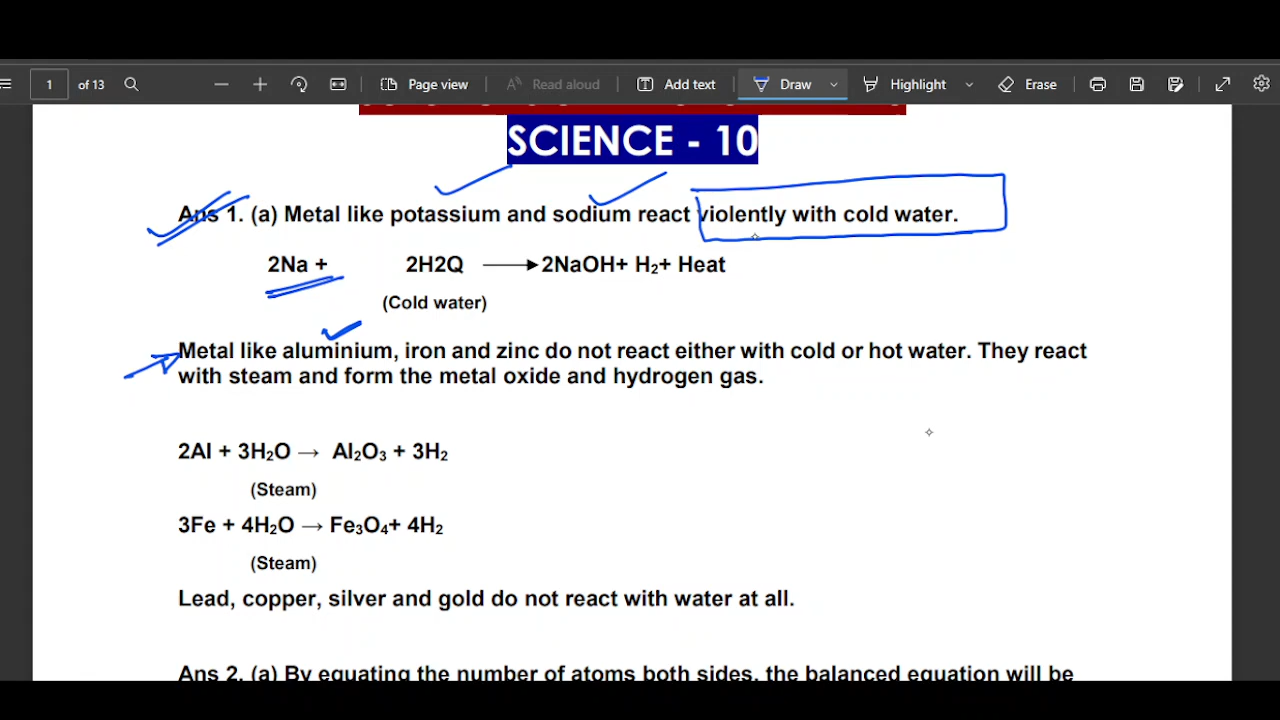 1 of 13 Page view Read aloud Add text Draw Highlight Erase
SCIENCE - 10
Ans 1. (a) Metal like potassium and sodium react violently with cold water.
2Na + 2H2Q ⟶ 2NaOH+ H₂+ Heat
(Cold water)
Metal like aluminium, iron and zinc do not react either with cold or hot water. They react
with steam and form the metal oxide and hydrogen gas.
2Al + 3H₂O → Al₂O₃ + 3H₂
(Steam)
3Fe + 4H₂O → Fe₃O₄+ 4H₂
(Steam)
Lead, copper, silver and gold do not react with water at all.
Ans 2. (a) By equating the number of atoms both sides, the balanced equation will be